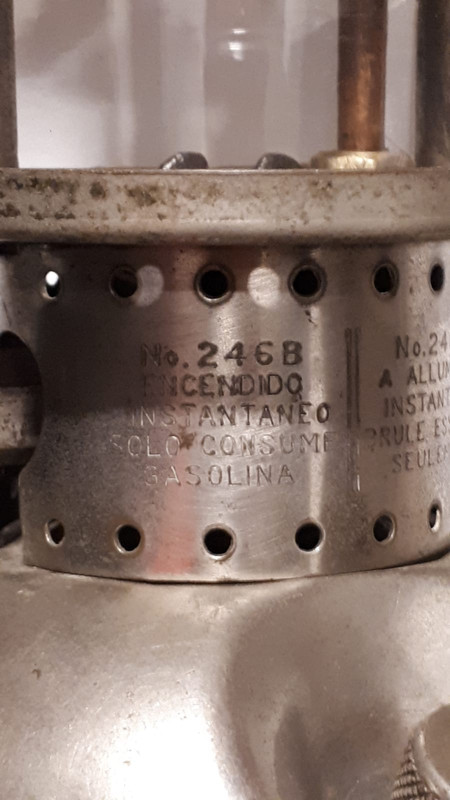 No.246B
ENCENDIDO
INSTANTANEO
SOLO CONSUME
GASOLINA
No.24
A ALLUM
INSTANT
BRULE ESS
SEULE